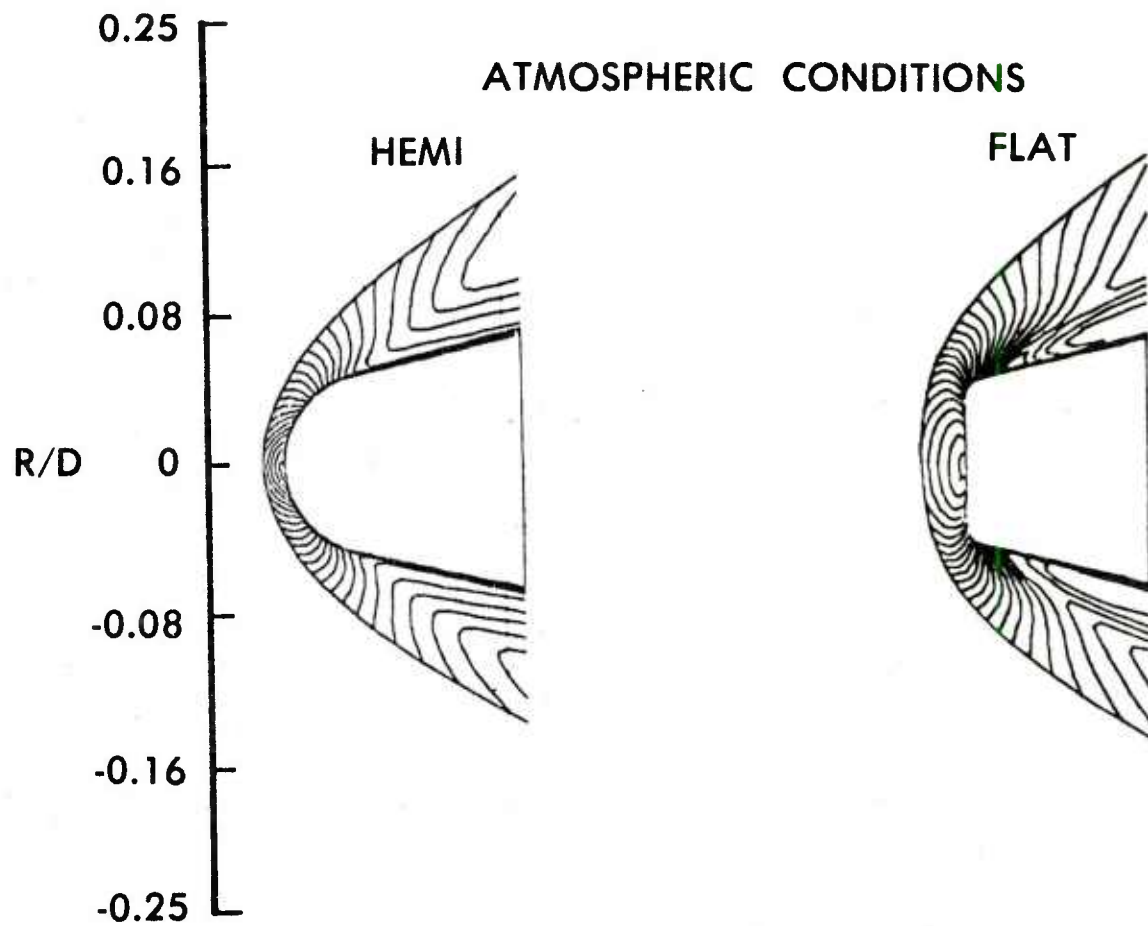 0.25
ATMOSPHERIC CONDITIONS
HEMI
FLAT
0.16
0.08
R/D 0
-0.08
-0.16
-0.25